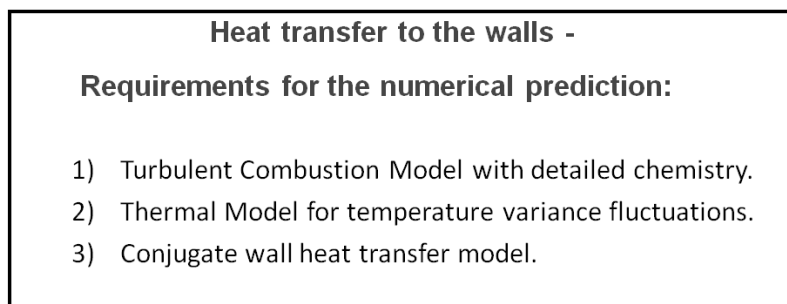 Heat transfer to the walls -
Requirements for the numerical prediction:
1) Turbulent Combustion Model with detailed chemistry.
2) Thermal Model for temperature variance fluctuations.
3) Conjugate wall heat transfer model.